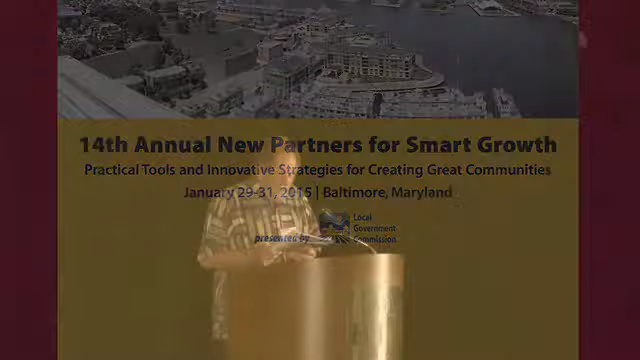 14th Annual New Partners for Smart Growth
Practical Tools and Innovative Strategies for Creating Great Communities
January 29-31, 2015 | Baltimore, Maryland
presented by
Local
Government
Commission